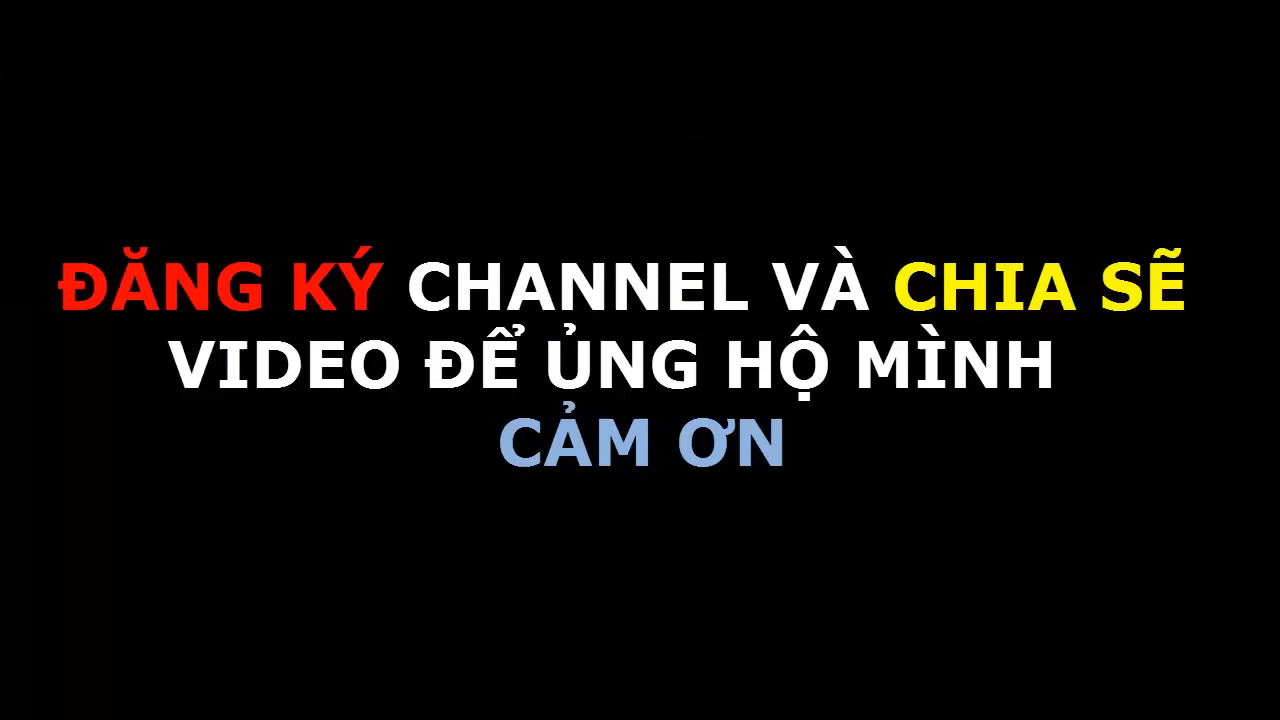 ĐĂNG KÝ CHANNEL VÀ CHIA SẼ
VIDEO ĐỂ ỦNG HỘ MÌNH
CẢM ƠN